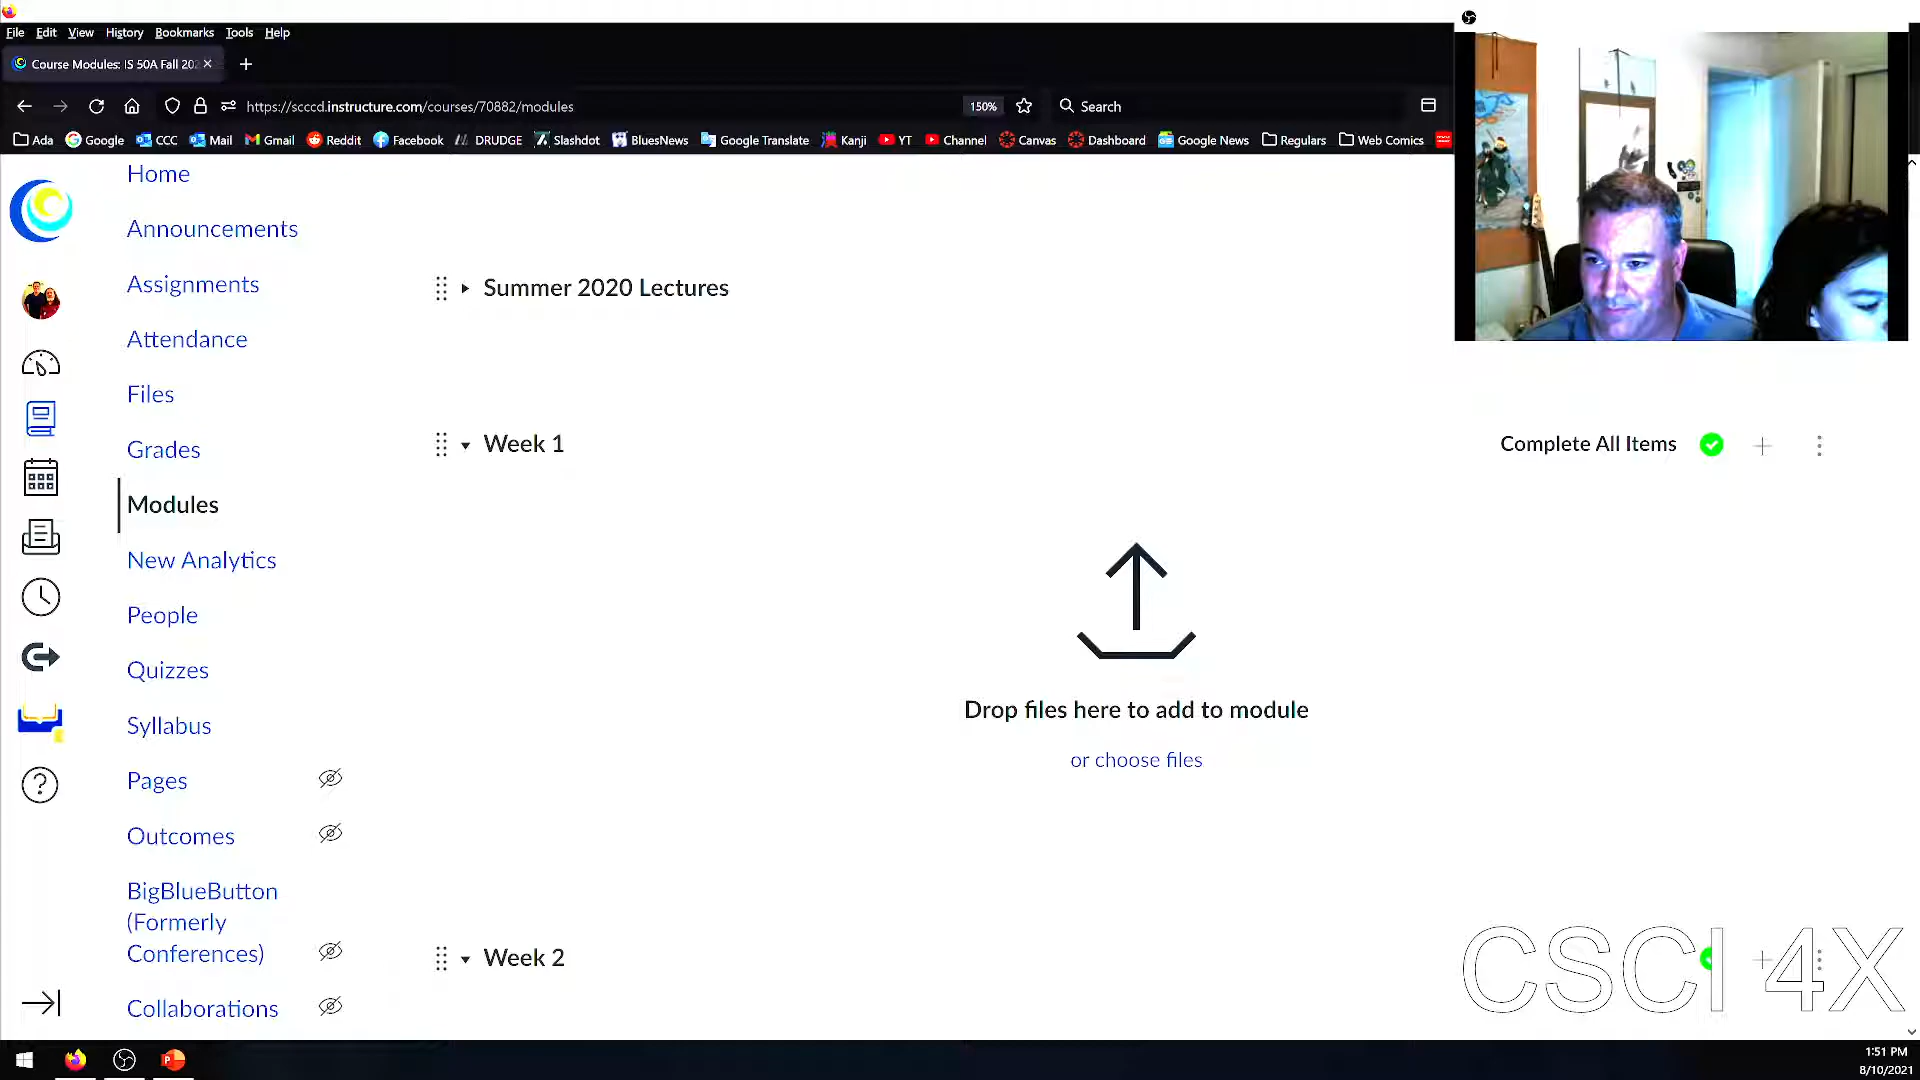 File Edit View History Bookmarks Tools Help
Course Modules: IS 50A Fall 202
https://scccd.instructure.com/courses/70882/modules
150%
Search
Ada Google CCC Mail Gmail Reddit Facebook DRUDGE Slashdot BluesNews Google Translate Kanji YT Channel Canvas Dashboard Google News Regulars Web Comics
Home
Announcements
Assignments
Attendance
Files
Grades
Modules
New Analytics
People
Quizzes
Syllabus
Pages
Outcomes
BigBlueButton
(Formerly
Conferences)
Collaborations
Summer 2020 Lectures
Week 1
Complete All Items
Drop files here to add to module
or choose files
Week 2
CSCI 4X
1:51 PM
8/10/2021